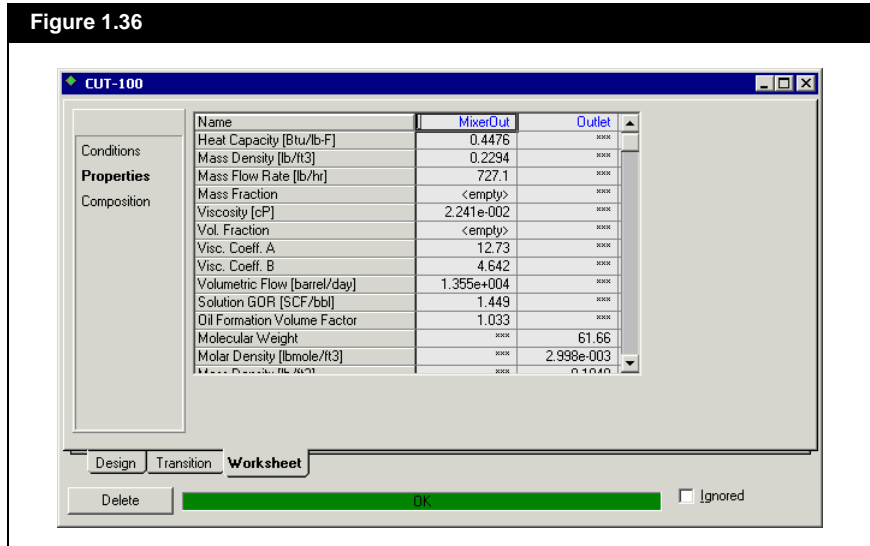 Figure 1.36
CUT-100
Conditions
Properties
Composition
Name MixerOut Outlet
Heat Capacity [Btu/lb-F] 0.4476 ***
Mass Density [lb/ft3] 0.2294 ***
Mass Flow Rate [lb/hr] 727.1 ***
Mass Fraction <empty> ***
Viscosity [cP] 2.241e-002 ***
Vol. Fraction <empty> ***
Visc. Coeff. A 12.73 ***
Visc. Coeff. B 4.642 ***
Volumetric Flow [barrel/day] 1.355e+004 ***
Solution GOR [SCF/bbl] 1.449 ***
Oil Formation Volume Factor 1.033 ***
Molecular Weight *** 61.66
Molar Density [lbmole/ft3] *** 2.998e-003
Design Transition Worksheet
Delete OK Ignored